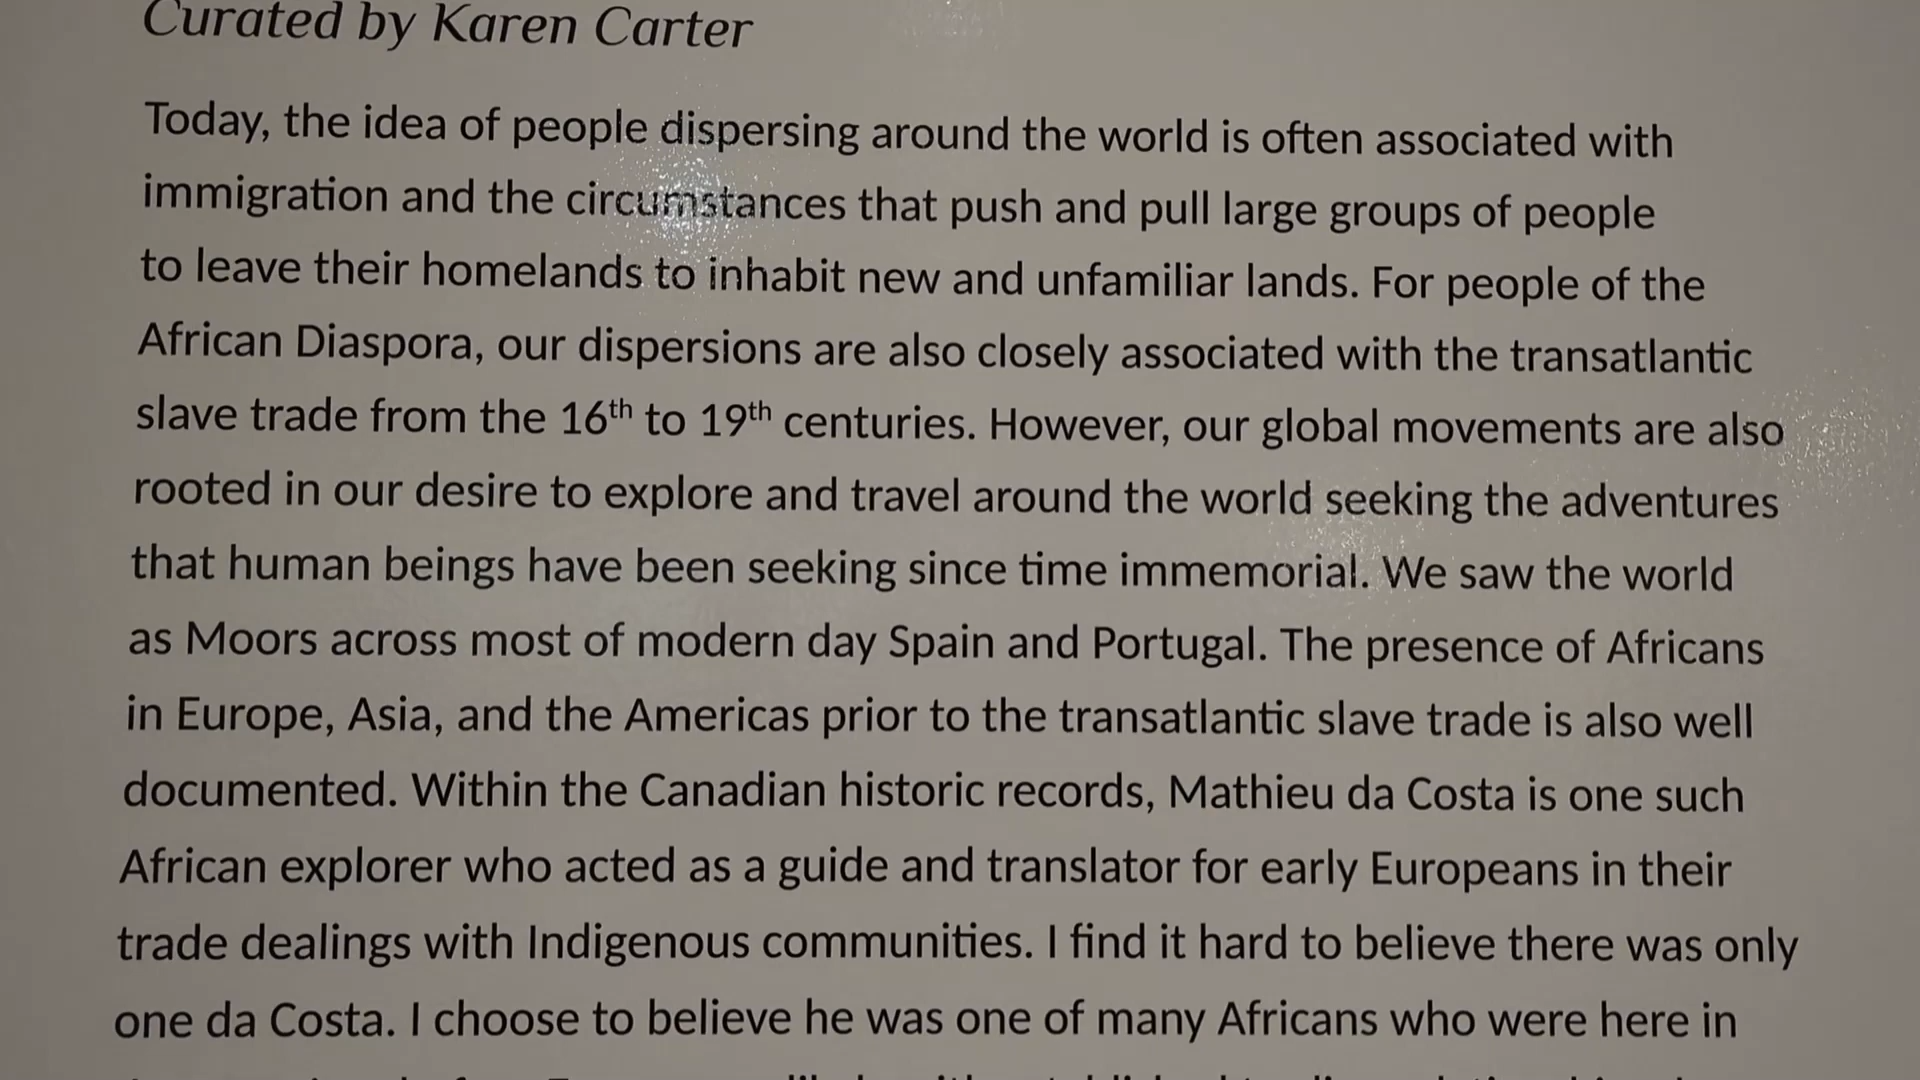 Curated by Karen Carter
Today, the idea of people dispersing around the world is often associated with
immigration and the circumstances that push and pull large groups of people
to leave their homelands to inhabit new and unfamiliar lands. For people of the
African Diaspora, our dispersions are also closely associated with the transatlantic
slave trade from the 16th to 19th centuries. However, our global movements are also
rooted in our desire to explore and travel around the world seeking the adventures
that human beings have been seeking since time immemorial. We saw the world
as Moors across most of modern day Spain and Portugal. The presence of Africans
in Europe, Asia, and the Americas prior to the transatlantic slave trade is also well
documented. Within the Canadian historic records, Mathieu da Costa is one such
African explorer who acted as a guide and translator for early Europeans in their
trade dealings with Indigenous communities. I find it hard to believe there was only
one da Costa. I choose to believe he was one of many Africans who were here in